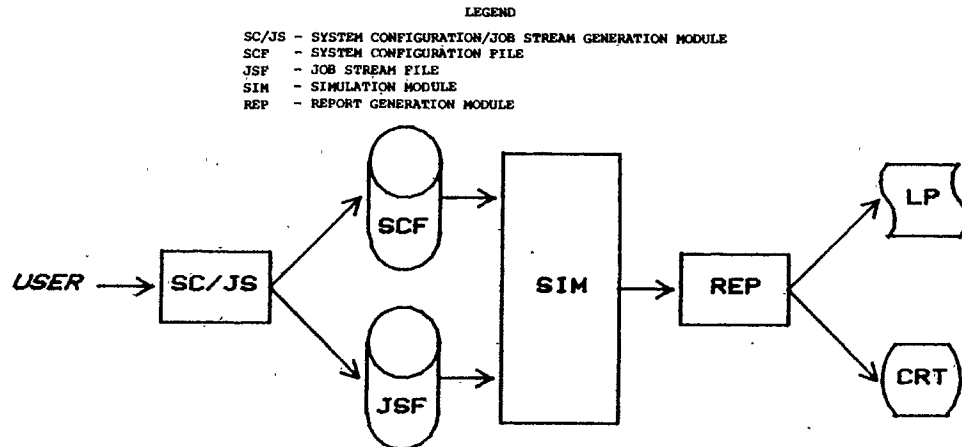 LEGEND
SC/JS - SYSTEM CONFIGURATION/JOB STREAM GENERATION MODULE
SCF - SYSTEM CONFIGURATION FILE
JSF - JOB STREAM FILE
SIM - SIMULATION MODULE
REP - REPORT GENERATION MODULE
LP
SCF
USER
SC/JS
SIM
REP
CRT
JSF